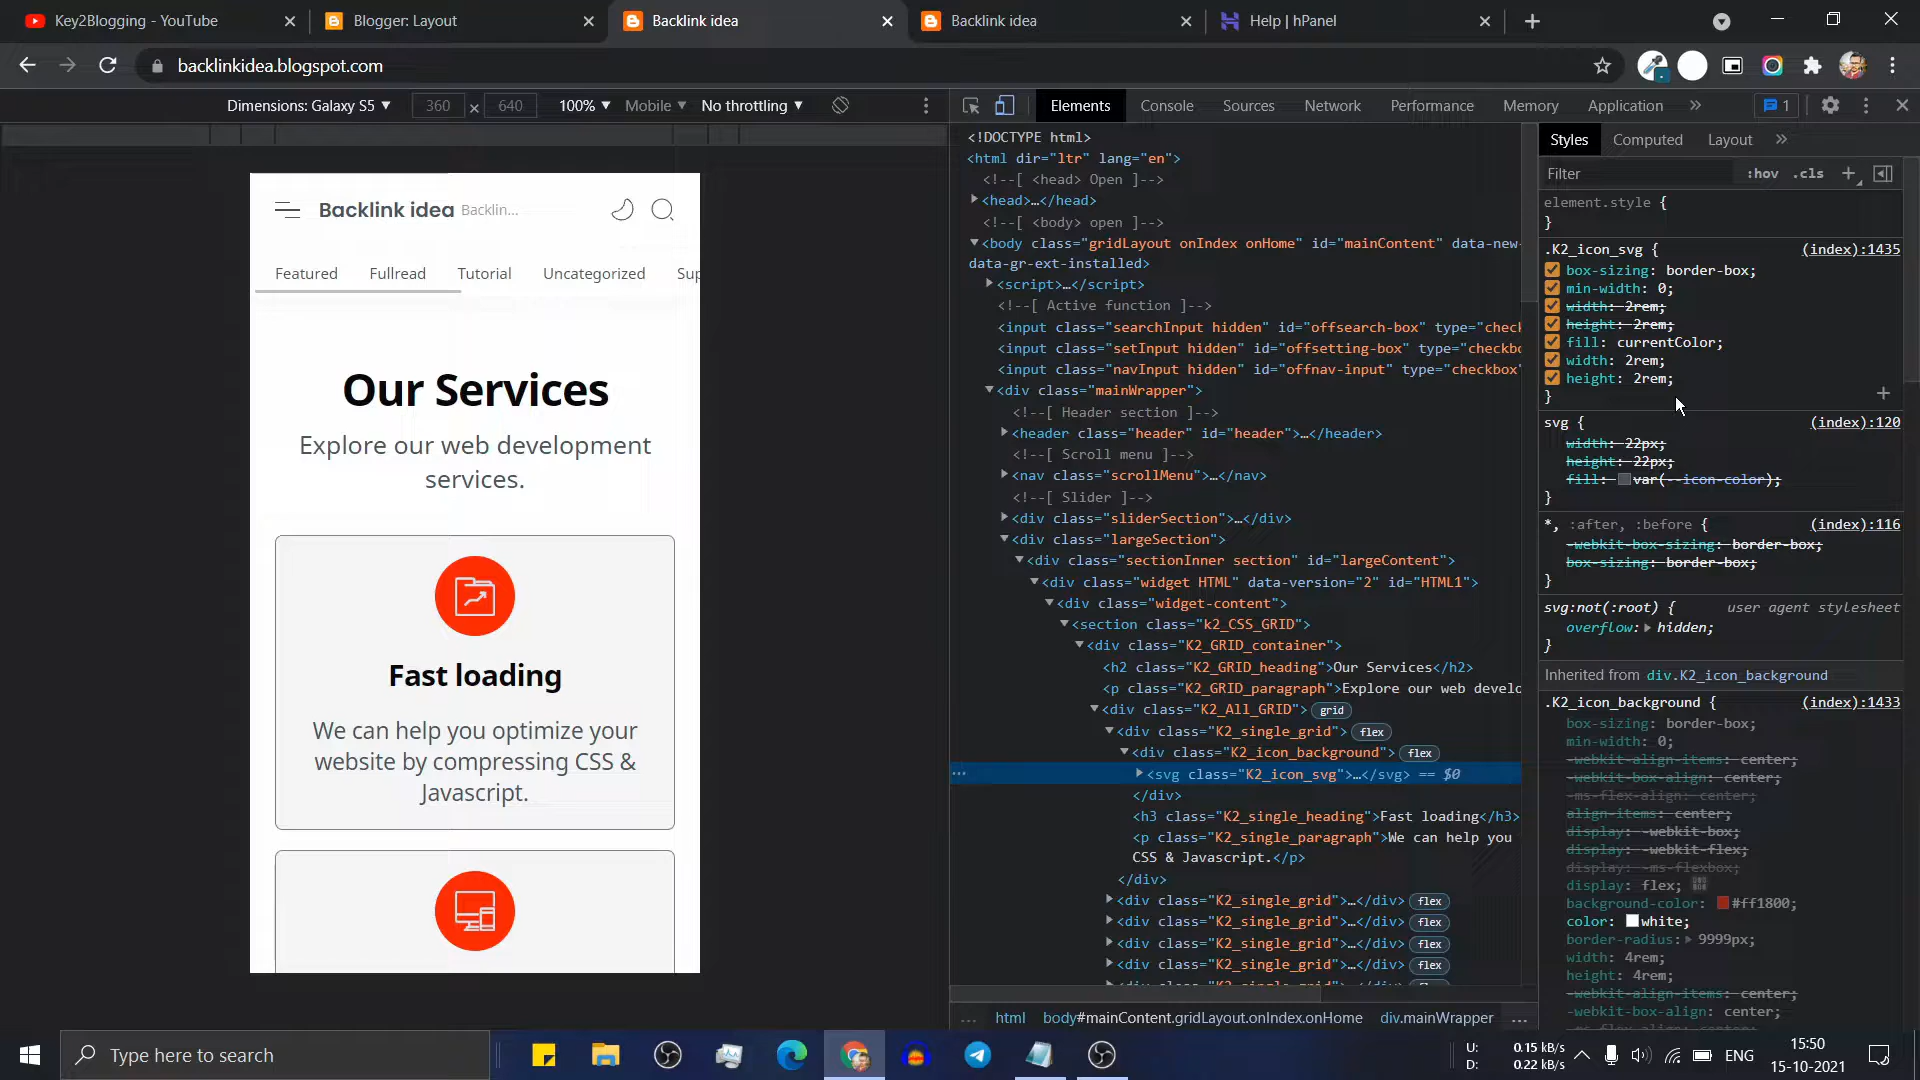 Key2Blogging - YouTube
Blogger: Layout
Backlink idea
Backlink idea
Help | hPanel
backlinkidea.blogspot.com
Dimensions: Galaxy S5 ▼ 360 × 640 100% ▼ Mobile ▼ No throttling ▼
Elements Console Sources Network Performance Memory Application » 1
Backlink idea Backlin...
Featured Fullread Tutorial Uncategorized Sup
Our Services
Explore our web development
services.
Fast loading
We can help you optimize your
website by compressing CSS &
Javascript.
<!DOCTYPE html>
<html dir="ltr" lang="en">
<!--[ <head> Open ]-->
<head>…</head>
<!--[ <body> open ]-->
<body class="gridLayout onIndex onHome" id="mainContent" data-new-
data-gr-ext-installed>
<script>…</script>
<!--[ Active function ]-->
<input class="searchInput hidden" id="offsearch-box" type="check
<input class="setInput hidden" id="offsetting-box" type="checkbo
<input class="navInput hidden" id="offnav-input" type="checkbox"
<div class="mainWrapper">
<!--[ Header section ]-->
<header class="header" id="header">…</header>
<!--[ Scroll menu ]-->
<nav class="scrollMenu">…</nav>
<!--[ Slider ]-->
<div class="sliderSection">…</div>
<div class="largeSection">
<div class="sectionInner section" id="largeContent">
<div class="widget HTML" data-version="2" id="HTML1">
<div class="widget-content">
<section class="k2_CSS_GRID">
<div class="K2_GRID_container">
<h2 class="K2_GRID_heading">Our Services</h2>
<p class="K2_GRID_paragraph">Explore our web develo
<div class="K2_All_GRID"> grid
<div class="K2_single_grid"> flex
<div class="K2_icon_background"> flex
… <svg class="K2_icon_svg">…</svg> == $0
</div>
<h3 class="K2_single_heading">Fast loading</h3>
<p class="K2_single_paragraph">We can help you
CSS & Javascript.</p>
</div>
<div class="K2_single_grid">…</div> flex
<div class="K2_single_grid">…</div> flex
<div class="K2_single_grid">…</div> flex
<div class="K2_single_grid">…</div> flex
... html body#mainContent.gridLayout.onIndex.onHome div.mainWrapper ...
Styles Computed Layout »
Filter :hov .cls +
element.style {
}
.K2_icon_svg { (index):1435
box-sizing: border-box;
min-width: 0;
width: 2rem;
height: 2rem;
fill: currentColor;
width: 2rem;
height: 2rem;
}
svg { (index):120
width: 22px;
height: 22px;
fill: var(--icon-color);
}
*, :after, :before { (index):116
-webkit-box-sizing: border-box;
box-sizing: border-box;
}
svg:not(:root) { user agent stylesheet
overflow: hidden;
}
Inherited from div.K2_icon_background
.K2_icon_background { (index):1433
box-sizing: border-box;
min-width: 0;
-webkit-align-items: center;
-webkit-box-align: center;
-ms-flex-align: center;
align-items: center;
display: -webkit-box;
display: -webkit-flex;
display: -ms-flexbox;
display: flex;
background-color: #ff1800;
color: white;
border-radius: 9999px;
width: 4rem;
height: 4rem;
-webkit-align-items: center;
-webkit-box-align: center;
Type here to search
U: 0.15 kB/s
D: 0.22 kB/s
ENG
15:50
15-10-2021